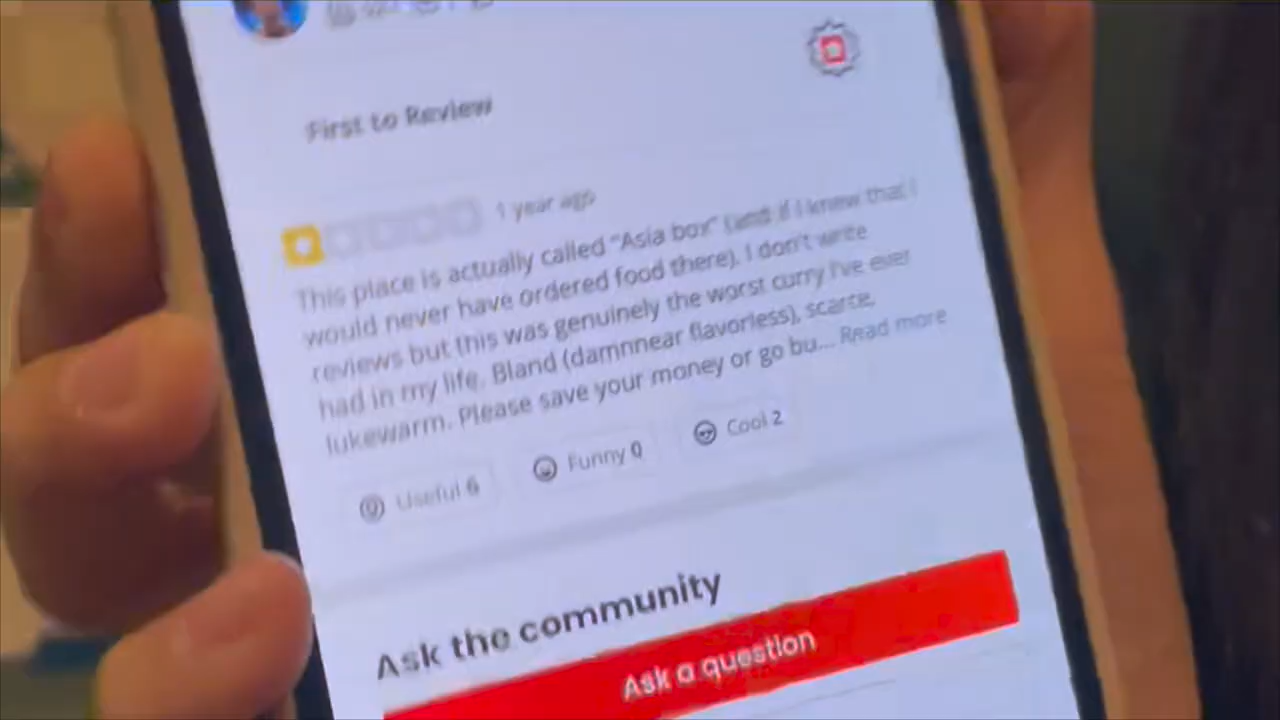 First to Review
1 year ago
This place is actually called "Asia box" (and if I knew that I
would never have ordered food there). I don't write
reviews but this was genuinely the worst curry I've ever
had in my life. Bland (damnnear flavorless), scarce,
lukewarm. Please save your money or go bu... Read more
Useful 6
Funny 0
Cool 2
Ask the community
Ask a question